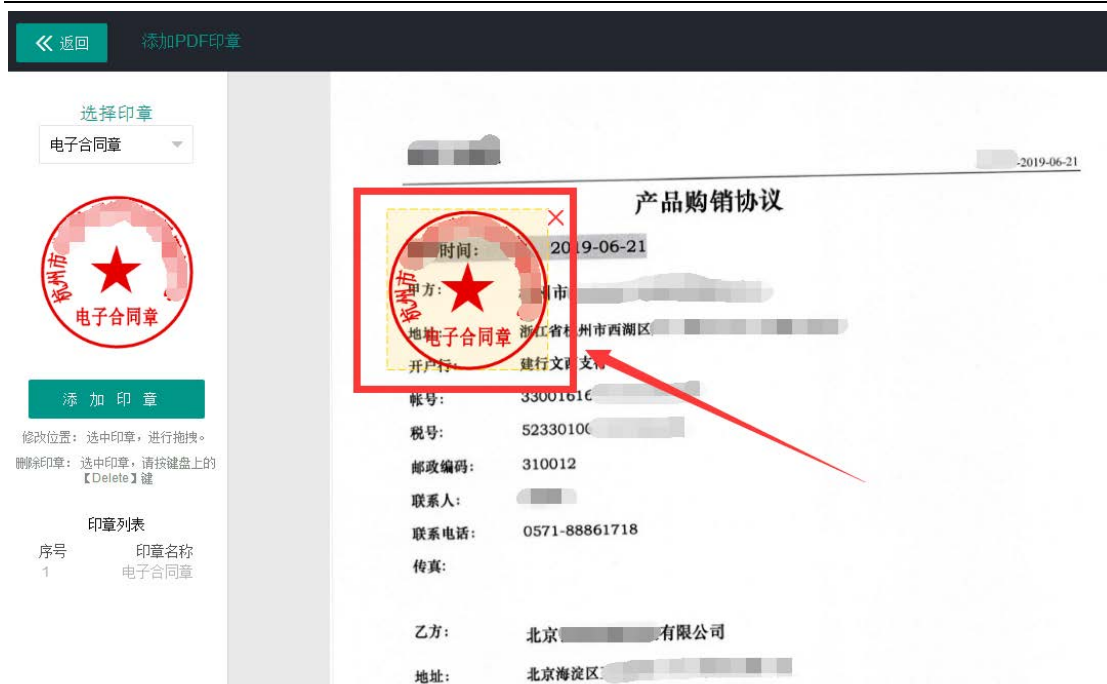 返回 添加PDF印章
选择印章
电子合同章
杭州市
电子合同章
添 加 印 章
修改位置：选中印章，进行拖拽。
删除印章：选中印章，请按键盘上的
【Delete】键
印章列表
序号 印章名称
1 电子合同章
-2019-06-21
产品购销协议
时间： 2019-06-21
杭州市
电子合同章
甲方： 州市
地址： 浙江省杭州市西湖区
开户行： 建行文西支行
帐号： 33001616
税号： 52330100
邮政编码： 310012
联系人：
联系电话： 0571-88861718
传真：
乙方： 北京 有限公司
地址： 北京海淀区